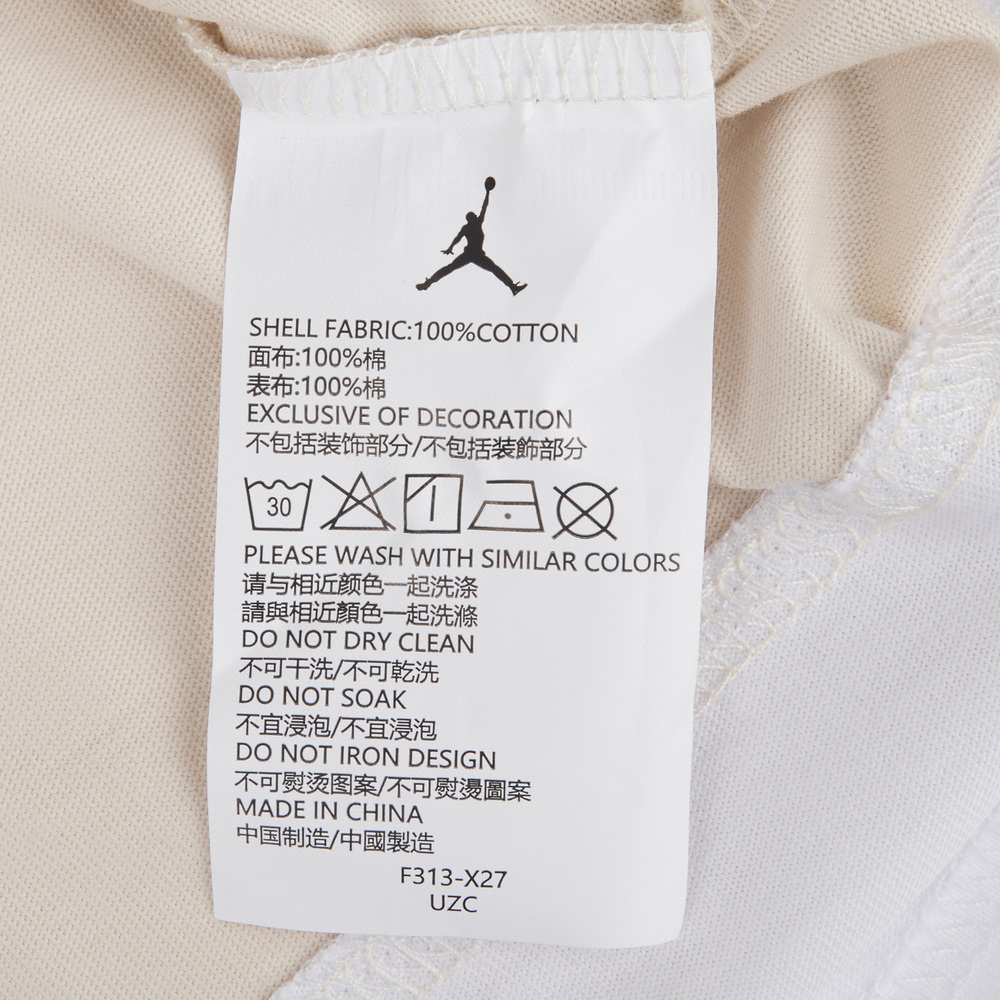 SHELL FABRIC:100%COTTON
面布:100%棉
表布:100%棉
EXCLUSIVE OF DECORATION
不包括装饰部分/不包括裝飾部分
30
PLEASE WASH WITH SIMILAR COLORS
请与相近颜色一起洗涤
請與相近顏色一起洗滌
DO NOT DRY CLEAN
不可干洗/不可乾洗
DO NOT SOAK
不宜浸泡/不宜浸泡
DO NOT IRON DESIGN
不可熨烫图案/不可熨燙圖案
MADE IN CHINA
中国制造/中國製造
F313-X27
UZC